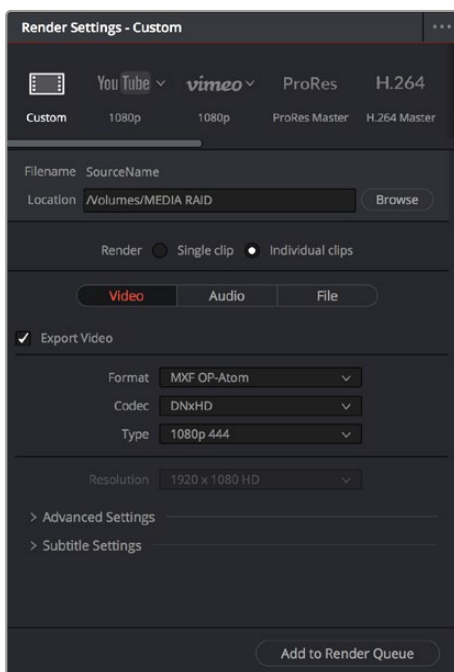 Render Settings - Custom
YouTube vimeo ProRes H.264
Custom 1080p 1080p ProRes Master H.264 Master
Filename SourceName
Location /Volumes/MEDIA RAID Browse
Render Single clip Individual clips
Video Audio File
Export Video
Format MXF OP-Atom
Codec DNxHD
Type 1080p 444
Resolution 1920 x 1080 HD
Advanced Settings
Subtitle Settings
Add to Render Queue